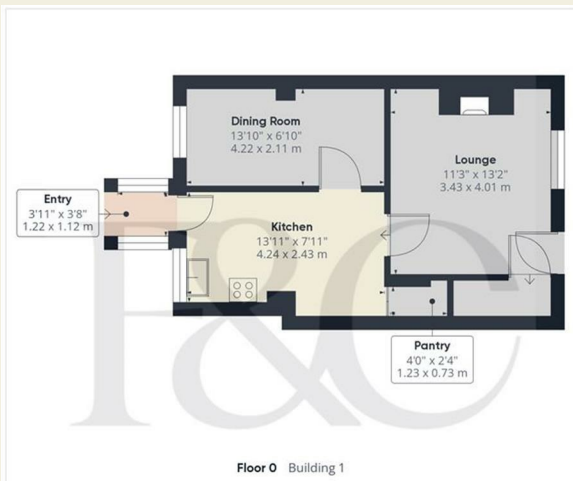 Dining Room
13'10" x 6'10"
4.22 x 2.11 m
Lounge
11'3" x 13'2"
3.43 x 4.01 m
Entry
3'11" x 3'8"
1.22 x 1.12 m
Kitchen
13'11" x 7'11"
4.24 x 2.43 m
Pantry
4'0" x 2'4"
1.23 x 0.73 m
F&C
Floor 0 Building 1